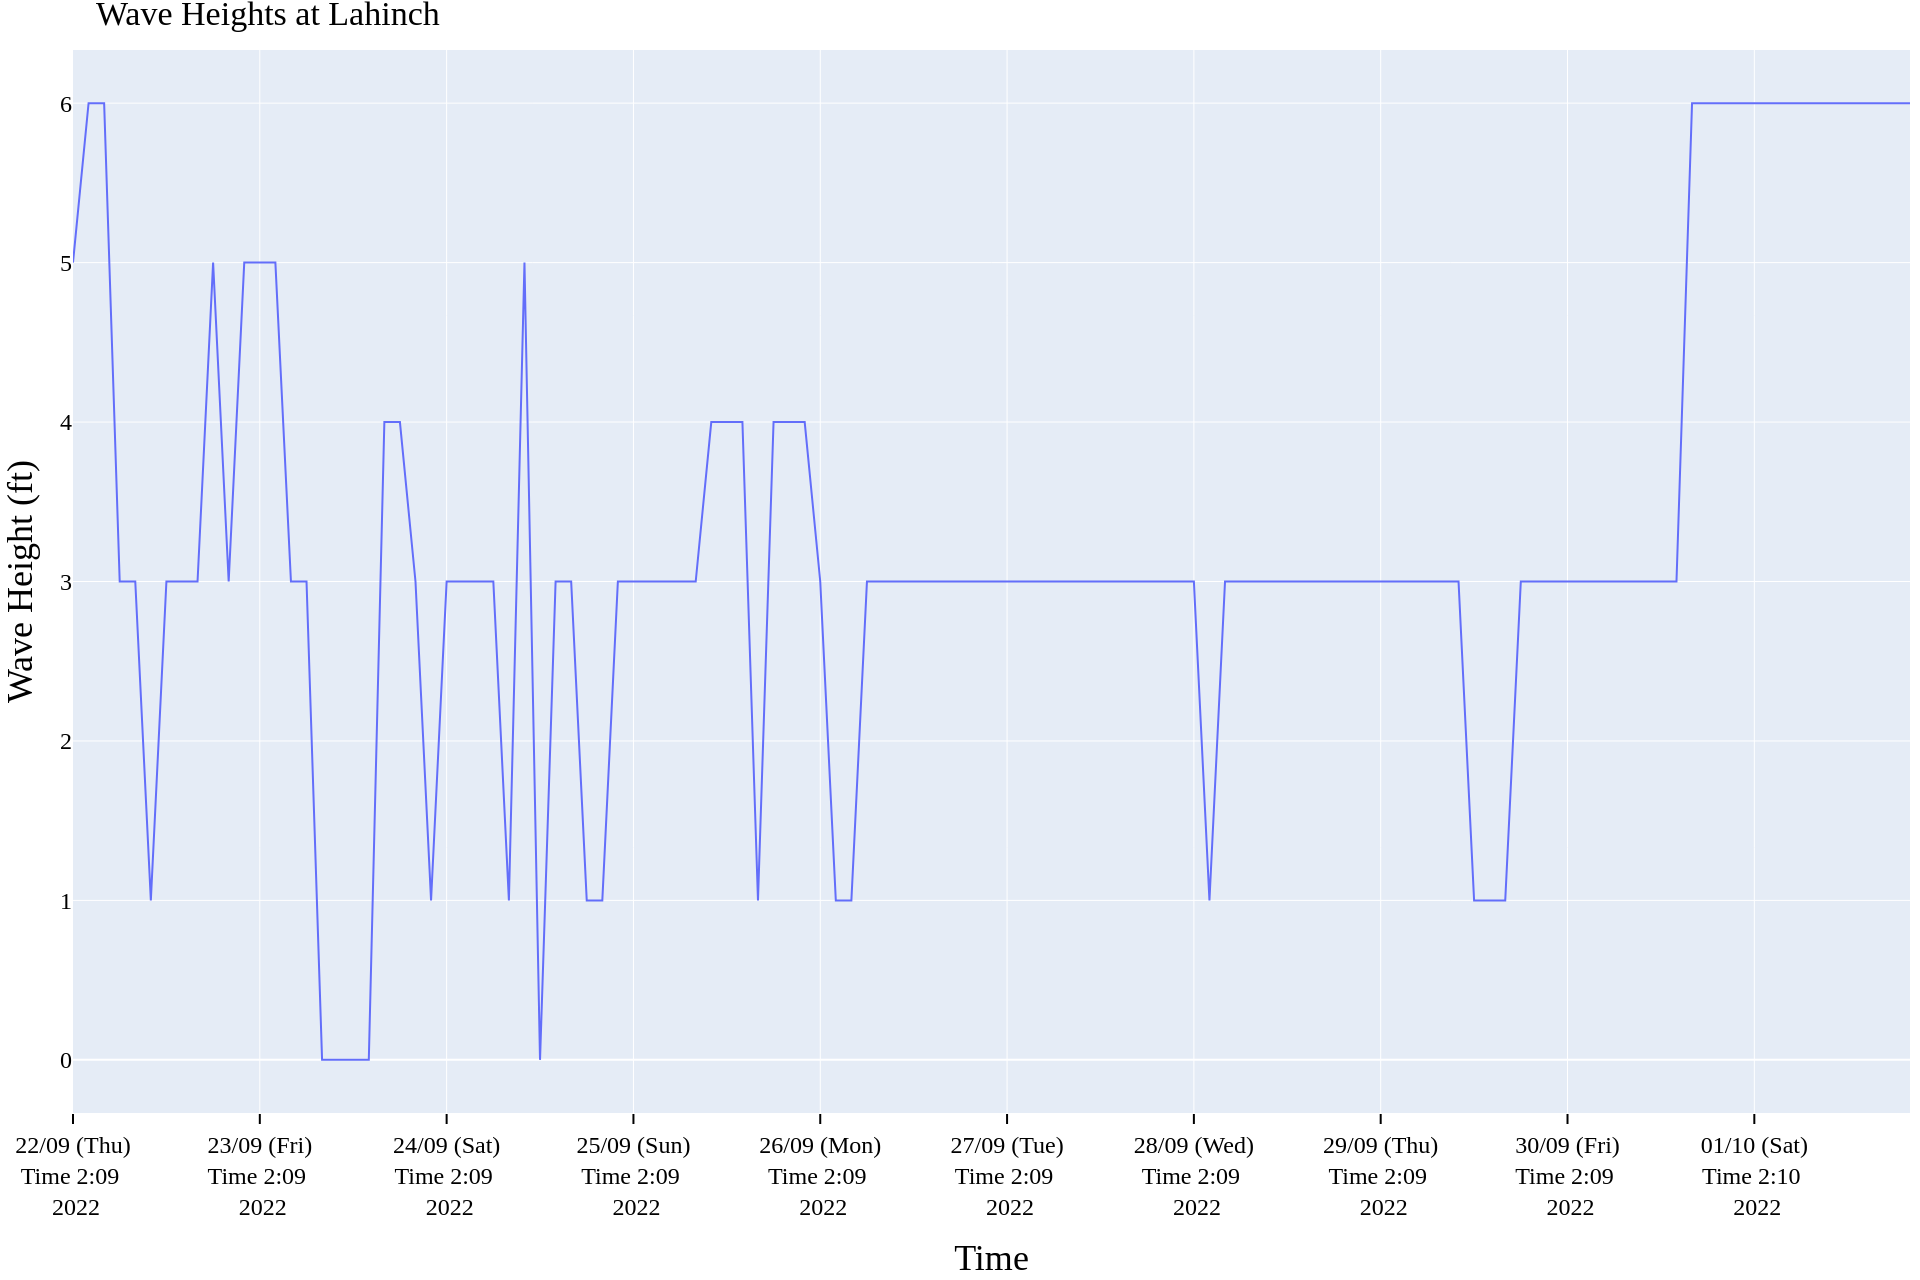 Wave Heights at Lahinch
6
5
4
3
2
1
0
Wave Height (ft)
22/09 (Thu) 23/09 (Fri) 24/09 (Sat) 25/09 (Sun) 26/09 (Mon) 27/09 (Tue) 28/09 (Wed) 29/09 (Thu) 30/09 (Fri) 01/10 (Sat)
Time 2:09 Time 2:09 Time 2:09 Time 2:09 Time 2:09 Time 2:09 Time 2:09 Time 2:09 Time 2:09 Time 2:10
2022 2022 2022 2022 2022 2022 2022 2022 2022 2022
Time